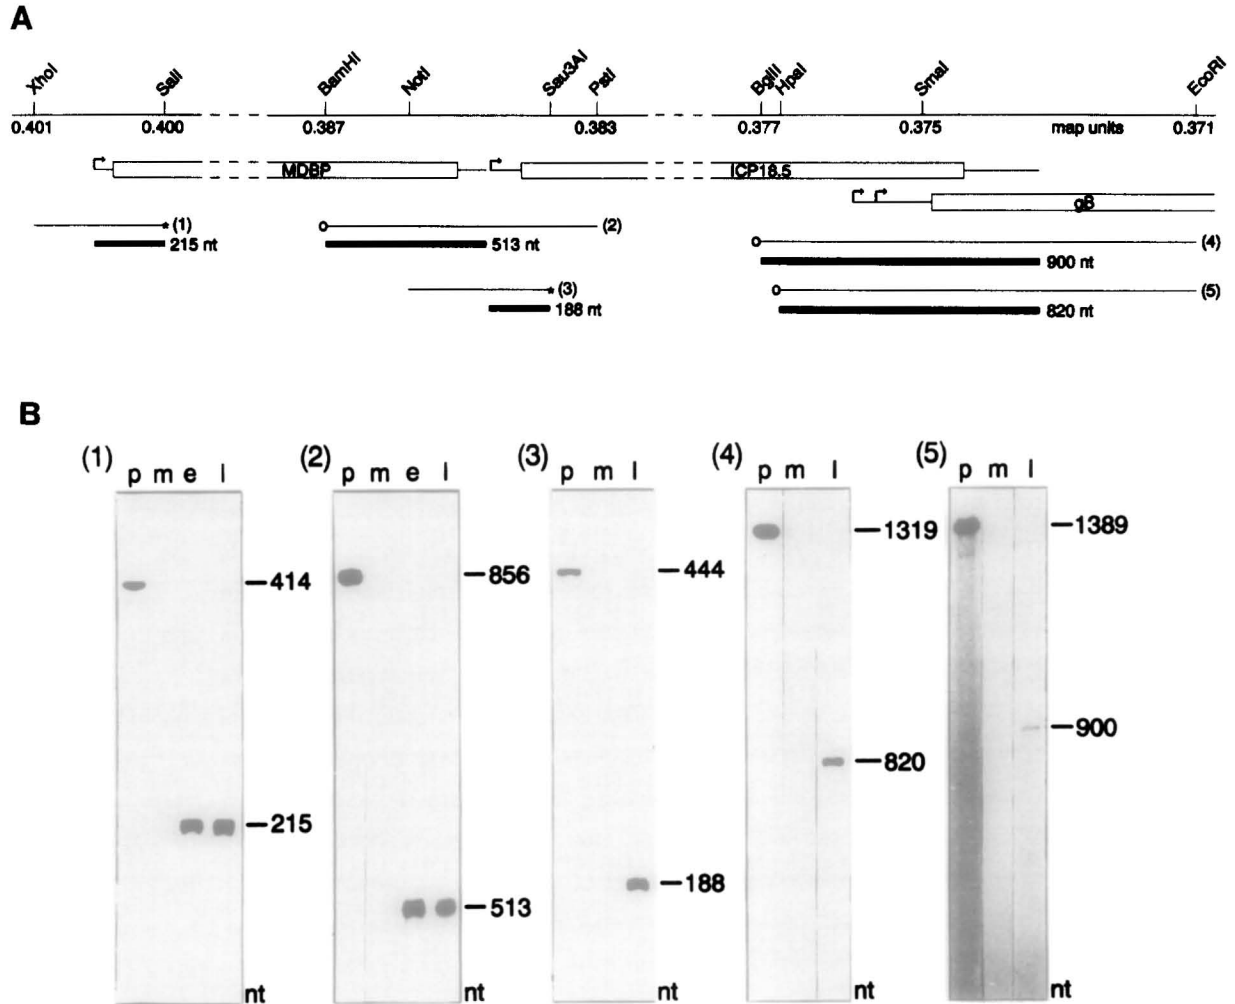 A
XhoI SalI BamHI NotI Sau3AI PstI BglII HpaI SmaI EcoRI
0.401 0.400 0.387 0.383 0.377 0.375 map units 0.371
MDBP ICP18.5
gB
(1) (2)
215 nt 513 nt (4)
900 nt
(3) (5)
188 nt 820 nt
B
(1) (2) (3) (4) (5)
p m e l p m e l p m l p m l p m l
414 856 444 1319 1389
215 513 188 820 900
nt nt nt nt nt